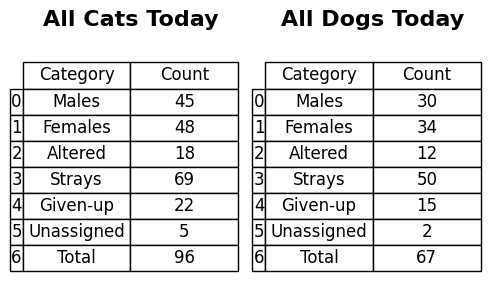 All Cats Today
Category Count
0 Males 45
1 Females 48
2 Altered 18
3 Strays 69
4 Given-up 22
5 Unassigned 5
6 Total 96
All Dogs Today
Category Count
0 Males 30
1 Females 34
2 Altered 12
3 Strays 50
4 Given-up 15
5 Unassigned 2
6 Total 67